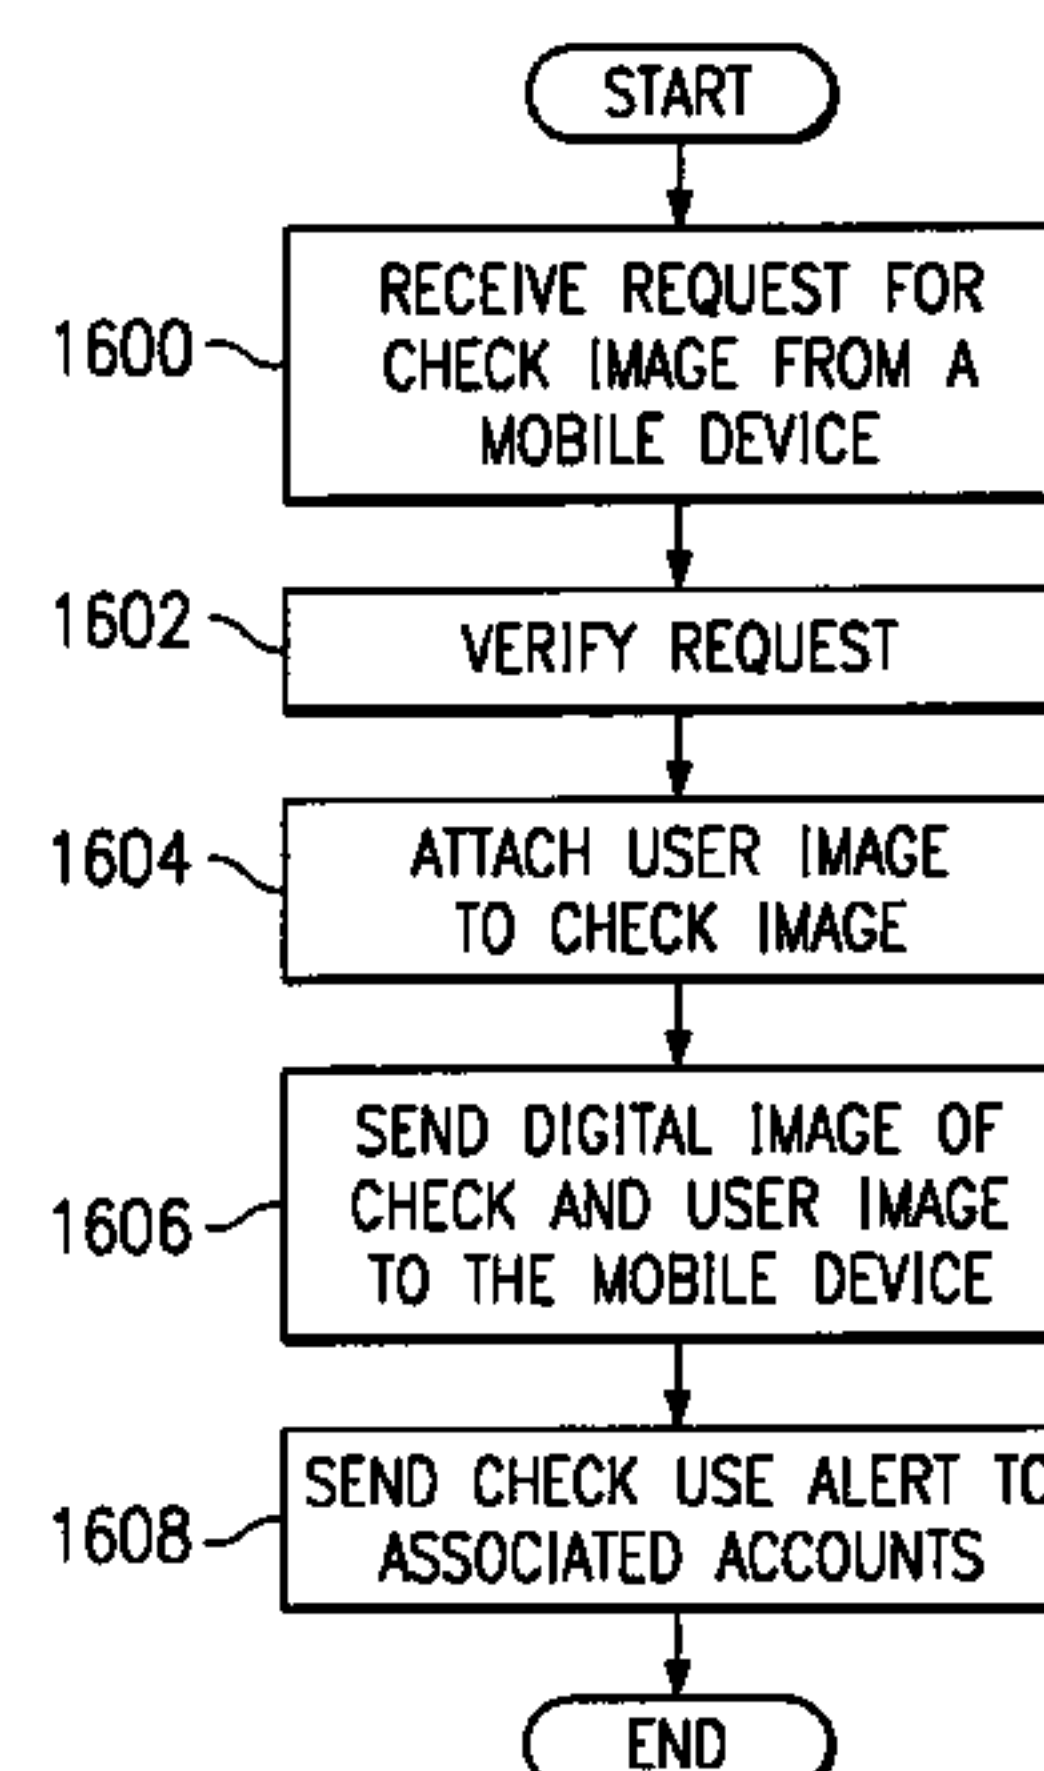 START
1600
RECEIVE REQUEST FOR
CHECK IMAGE FROM A
MOBILE DEVICE
1602
VERIFY REQUEST
1604
ATTACH USER IMAGE
TO CHECK IMAGE
1606
SEND DIGITAL IMAGE OF
CHECK AND USER IMAGE
TO THE MOBILE DEVICE
1608
SEND CHECK USE ALERT TO
ASSOCIATED ACCOUNTS
END